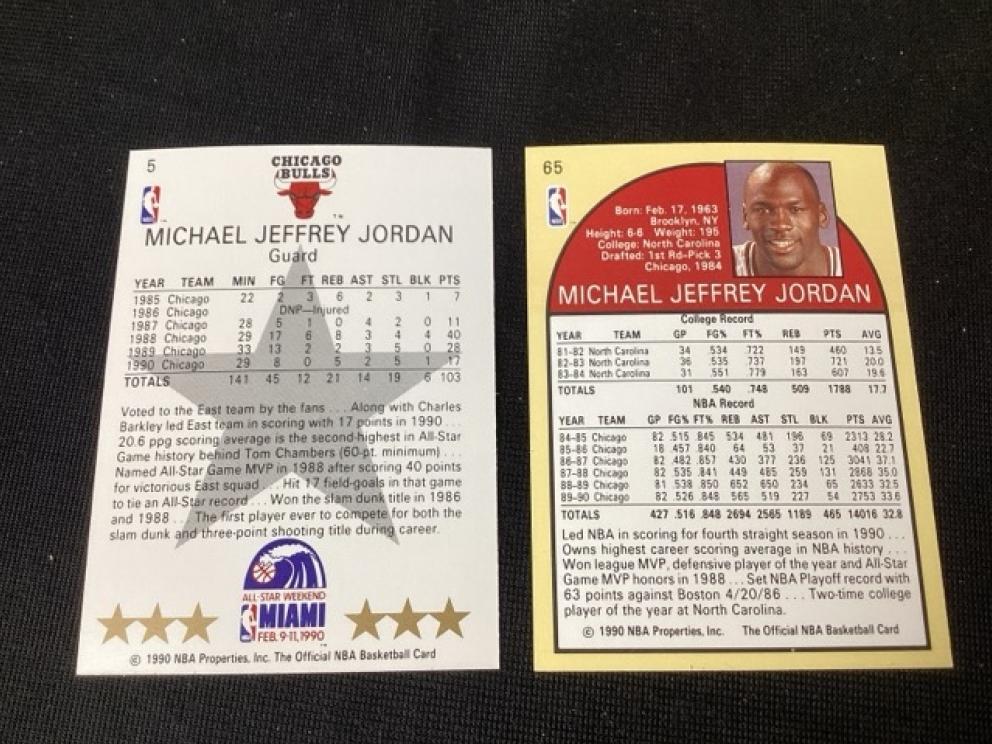 5
CHICAGO
BULLS
MICHAEL JEFFREY JORDAN
Guard
YEAR TEAM MIN FG FT REB AST STL BLK PTS
1985 Chicago 22 2 3 6 2 3 1 7
1986 Chicago DNP—Injured
1987 Chicago 28 5 1 0 4 2 0 11
1988 Chicago 29 17 6 8 3 4 4 40
1989 Chicago 33 13 2 2 3 5 0 28
1990 Chicago 29 8 0 5 2 5 1 17
TOTALS 141 45 12 21 14 19 6 103
Voted to the East team by the fans . . . Along with Charles
Barkley led East team in scoring with 17 points in 1990 . . .
20.6 ppg scoring average is the second-highest in All-Star
Game history behind Tom Chambers (60-pt. minimum) . . .
Named All-Star Game MVP in 1988 after scoring 40 points
for victorious East squad . . . Hit 17 field-goals in that game
to tie an All-Star record . . . Won the slam dunk title in 1986
and 1988 . . . The first player ever to compete for both the
slam dunk and three-point shooting title during career.
ALL-STAR WEEKEND
MIAMI
FEB. 9-11, 1990
© 1990 NBA Properties, Inc. The Official NBA Basketball Card
65
Born: Feb. 17, 1963
Brooklyn, NY
Height: 6-6 Weight: 195
College: North Carolina
Drafted: 1st Rd-Pick 3
Chicago, 1984
MICHAEL JEFFREY JORDAN
College Record
YEAR TEAM GP FG% FT% REB PTS AVG
81-82 North Carolina 34 .534 .722 149 460 13.5
82-83 North Carolina 36 .535 .737 197 721 20.0
83-84 North Carolina 31 .551 .779 163 607 19.6
TOTALS 101 .540 .748 509 1788 17.7
NBA Record
YEAR TEAM GP FG% FT% REB AST STL BLK PTS AVG
84-85 Chicago 82 .515 .845 534 481 196 69 2313 28.2
85-86 Chicago 18 .457 .840 64 53 37 21 408 22.7
86-87 Chicago 82 .482 .857 430 377 236 125 3041 37.1
87-88 Chicago 82 .535 .841 449 485 259 131 2868 35.0
88-89 Chicago 81 .538 .850 652 650 234 65 2633 32.5
89-90 Chicago 82 .526 .848 565 519 227 54 2753 33.6
TOTALS 427 .516 .848 2694 2565 1189 465 14016 32.8
Led NBA in scoring for fourth straight season in 1990 . . .
Owns highest career scoring average in NBA history . . .
Won league MVP, defensive player of the year and All-Star
Game MVP honors in 1988 . . . Set NBA Playoff record with
63 points against Boston 4/20/86 . . . Two-time college
player of the year at North Carolina.
© 1990 NBA Properties, Inc. The Official NBA Basketball Card